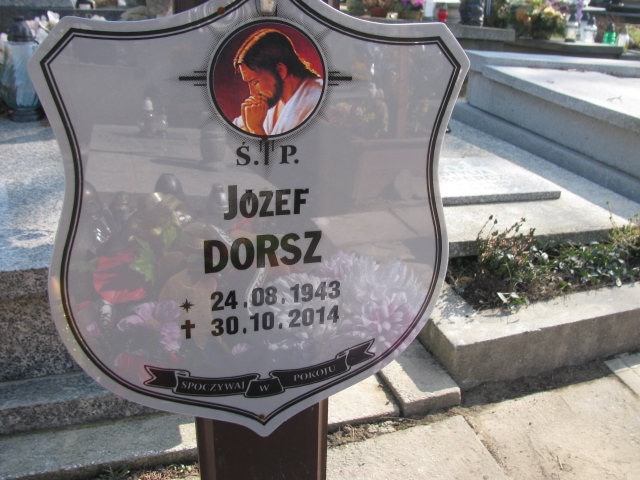 Ś. P.
JÓZEF
DORSZ
✶ 24.08.1943
✝ 30.10.2014
SPOCZYWAJ W POKOJU